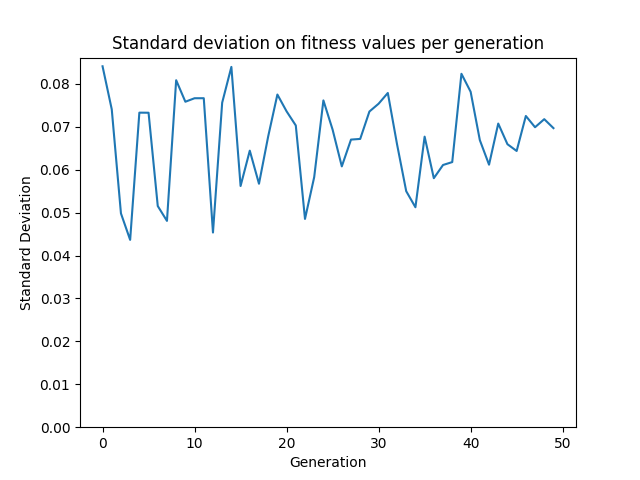 Standard deviation on fitness values per generation
Standard Deviation
0.08
0.07
0.06
0.05
0.04
0.03
0.02
0.01
0.00
0 10 20 30 40 50
Generation